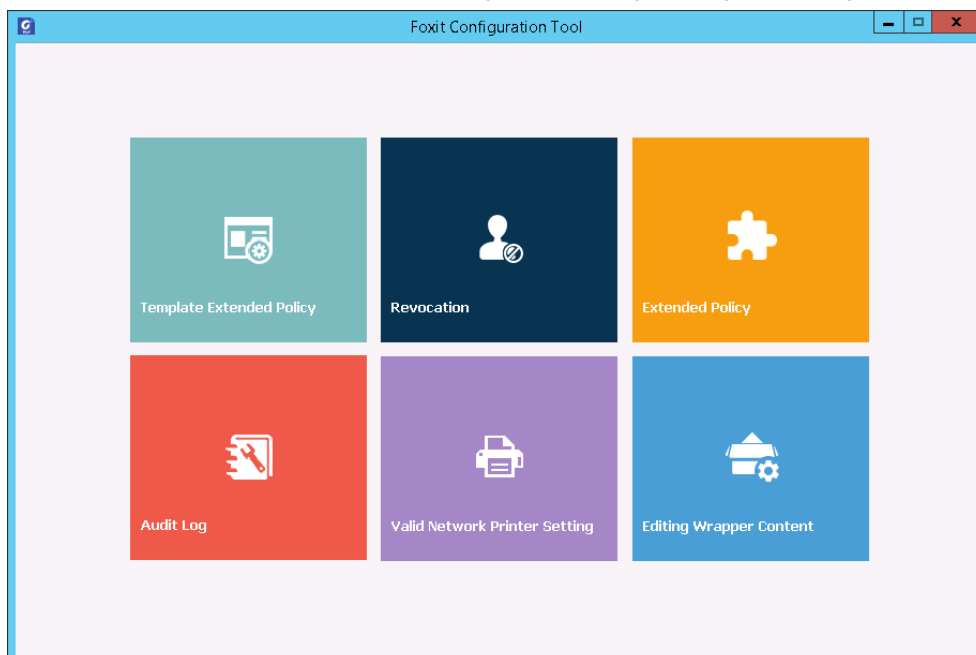 Foxit Configuration Tool
Template Extended Policy
Revocation
Extended Policy
Audit Log
Valid Network Printer Setting
Editing Wrapper Content